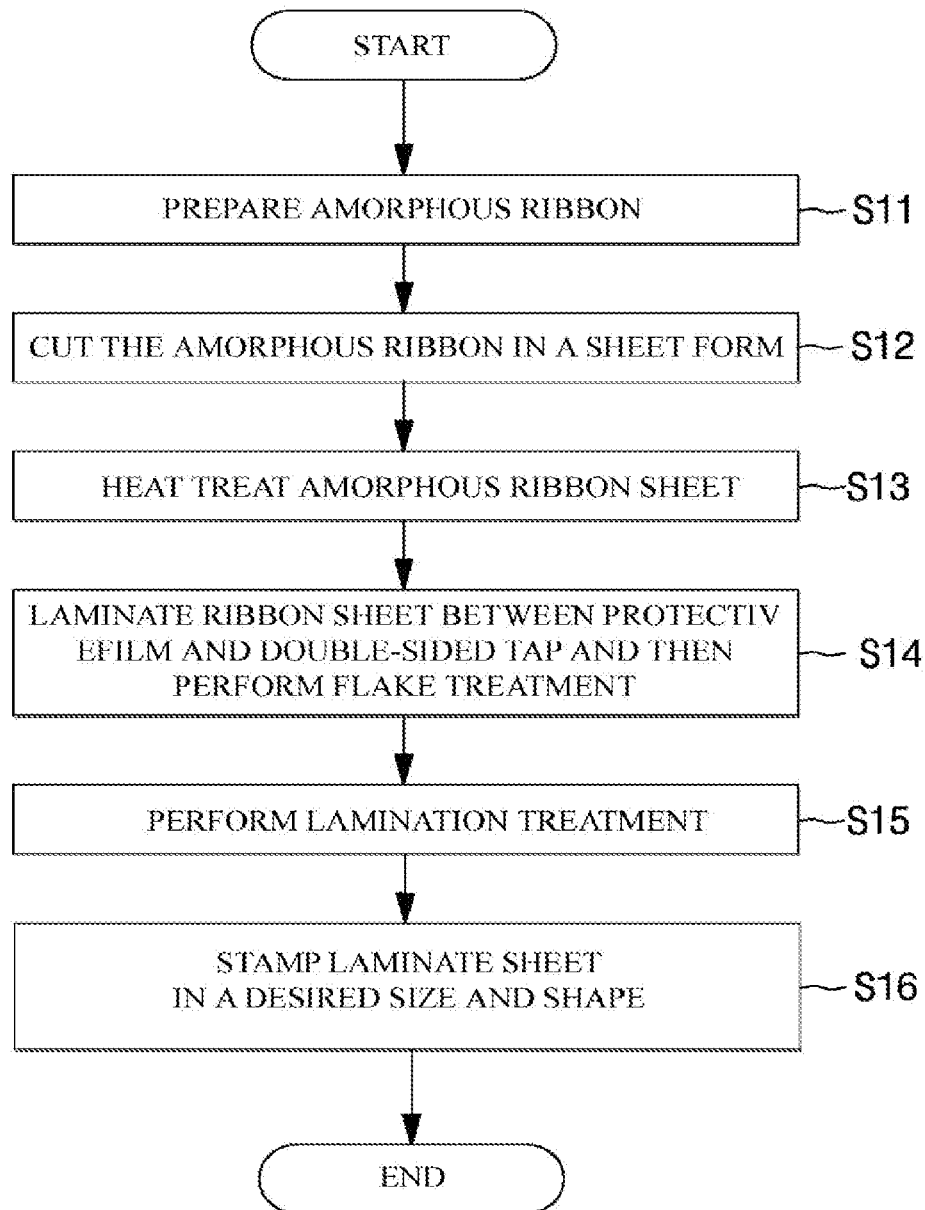 START
PREPARE AMORPHOUS RIBBON
S11
CUT THE AMORPHOUS RIBBON IN A SHEET FORM
S12
HEAT TREAT AMORPHOUS RIBBON SHEET
S13
LAMINATE RIBBON SHEET BETWEEN PROTECTIV
EFILM AND DOUBLE-SIDED TAP AND THEN
PERFORM FLAKE TREATMENT
S14
PERFORM LAMINATION TREATMENT
S15
STAMP LAMINATE SHEET
IN A DESIRED SIZE AND SHAPE
S16
END